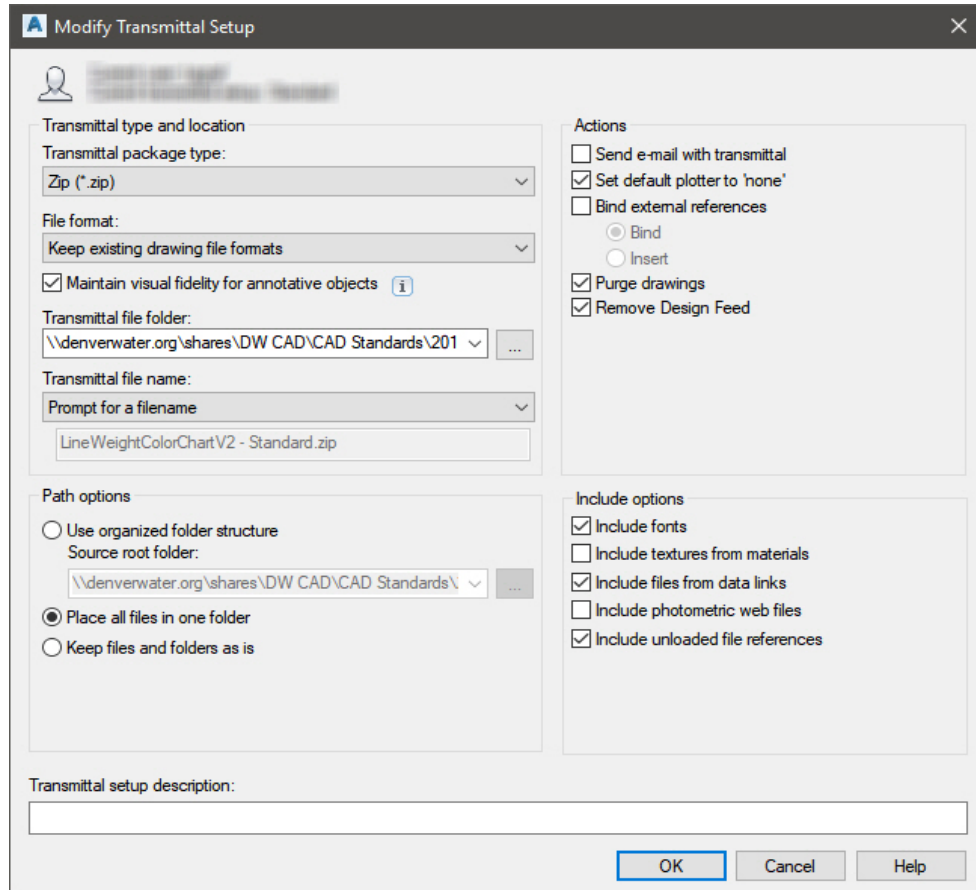 Modify Transmittal Setup
Transmittal type and location
Transmittal package type:
Zip (*.zip)
File format:
Keep existing drawing file formats
Maintain visual fidelity for annotative objects
Transmittal file folder:
\\denverwater.org\shares\DW CAD\CAD Standards\201
...
Transmittal file name:
Prompt for a filename
LineWeightColorChartV2 - Standard.zip
Path options
Use organized folder structure
Source root folder:
\\denverwater.org\shares\DW CAD\CAD Standards\
...
Place all files in one folder
Keep files and folders as is
Actions
Send e-mail with transmittal
Set default plotter to 'none'
Bind external references
Bind
Insert
Purge drawings
Remove Design Feed
Include options
Include fonts
Include textures from materials
Include files from data links
Include photometric web files
Include unloaded file references
Transmittal setup description:
OK
Cancel
Help